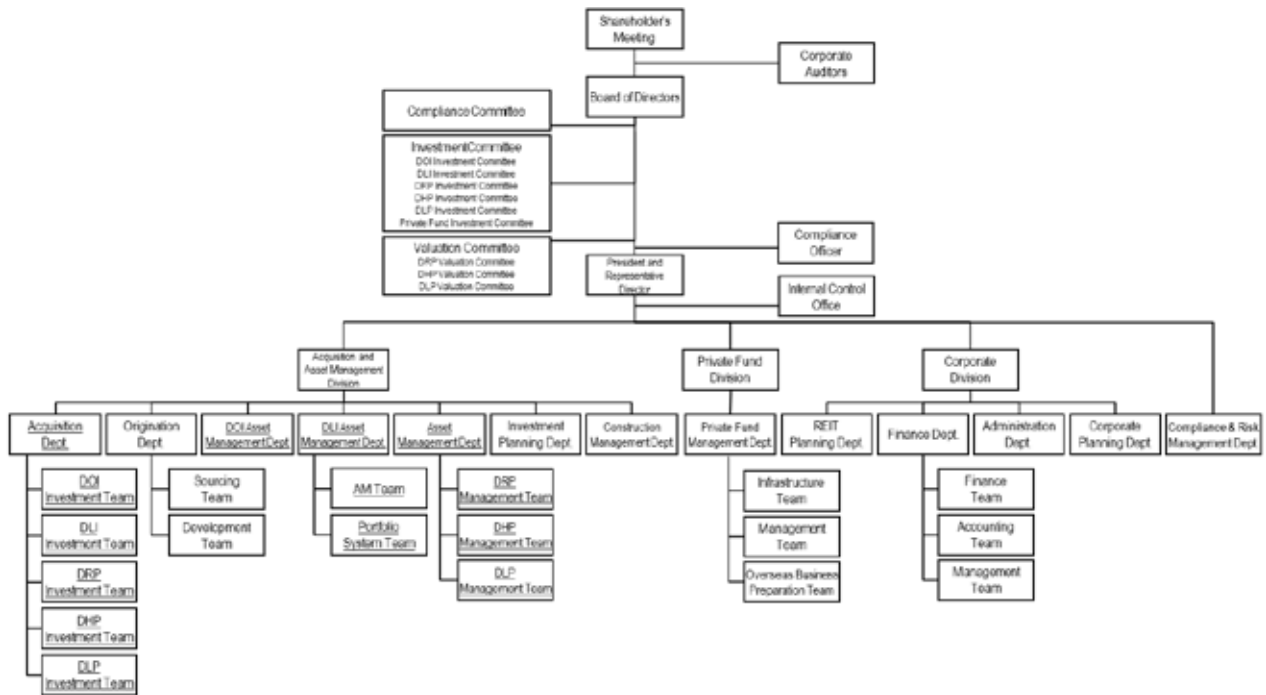 Shareholder's
Meeting
Corporate
Auditors
Board of Directors
Compliance Committee
Investment Committee
DOI Investment Committee
DLI Investment Committee
DRP Investment Committee
DHP Investment Committee
DLP Investment Committee
Private Fund Investment Committee
Valuation Committee
DRP Valuation Committee
DHP Valuation Committee
DLP Valuation Committee
Compliance
Officer
President and
Representative
Director
Internal Control
Office
Acquisition and
Asset Management
Division
Private Fund
Division
Corporate
Division
Acquisition
Dept.
Origination
Dept.
DOI Asset
Management Dept.
DLI Asset
Management Dept.
Asset
Management Dept.
Investment
Planning Dept.
Construction
Management Dept.
Private Fund
Management Dept.
REIT
Planning Dept.
Finance Dept.
Administration
Dept.
Corporate
Planning Dept.
Compliance & Risk
Management Dept.
DOI
Investment Team
DLI
Investment Team
DRP
Investment Team
DHP
Investment Team
DLP
Investment Team
Sourcing
Team
Development
Team
AM Team
Portfolio
System Team
DRP
Management Team
DHP
Management Team
DLP
Management Team
Infrastructure
Team
Management
Team
Overseas Business
Preparation Team
Finance
Team
Accounting
Team
Management
Team